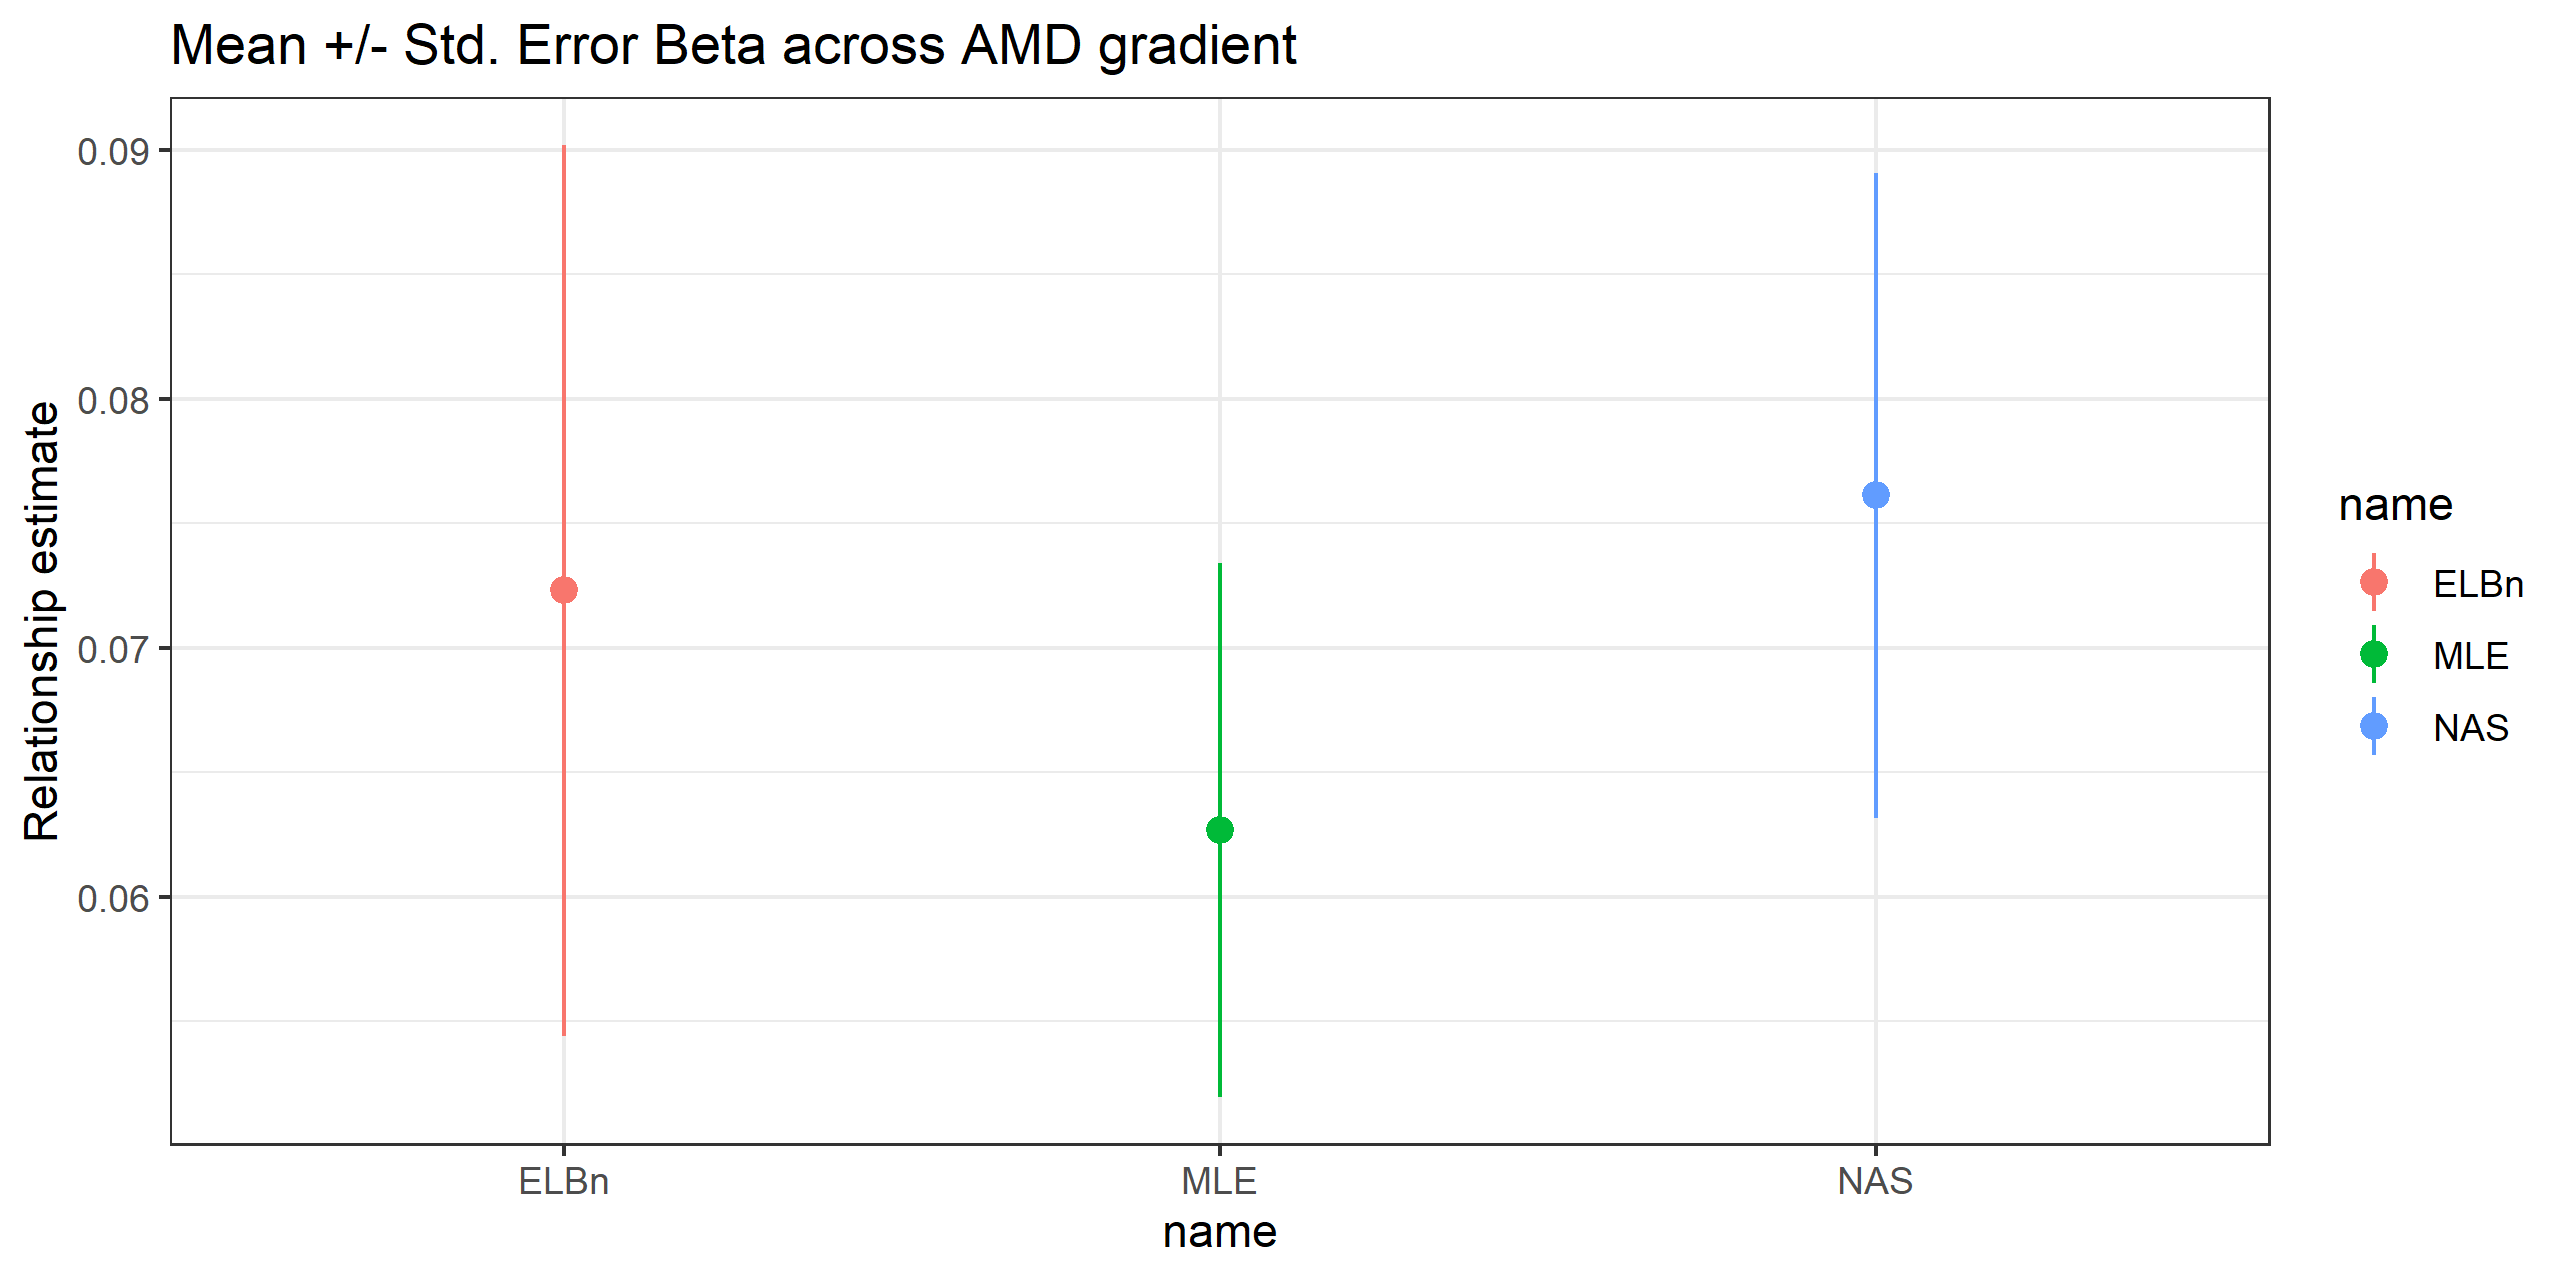 Mean +/- Std. Error Beta across AMD gradient
Relationship estimate
0.09
0.08
0.07
0.06
ELBn
MLE
NAS
name
name
ELBn
MLE
NAS